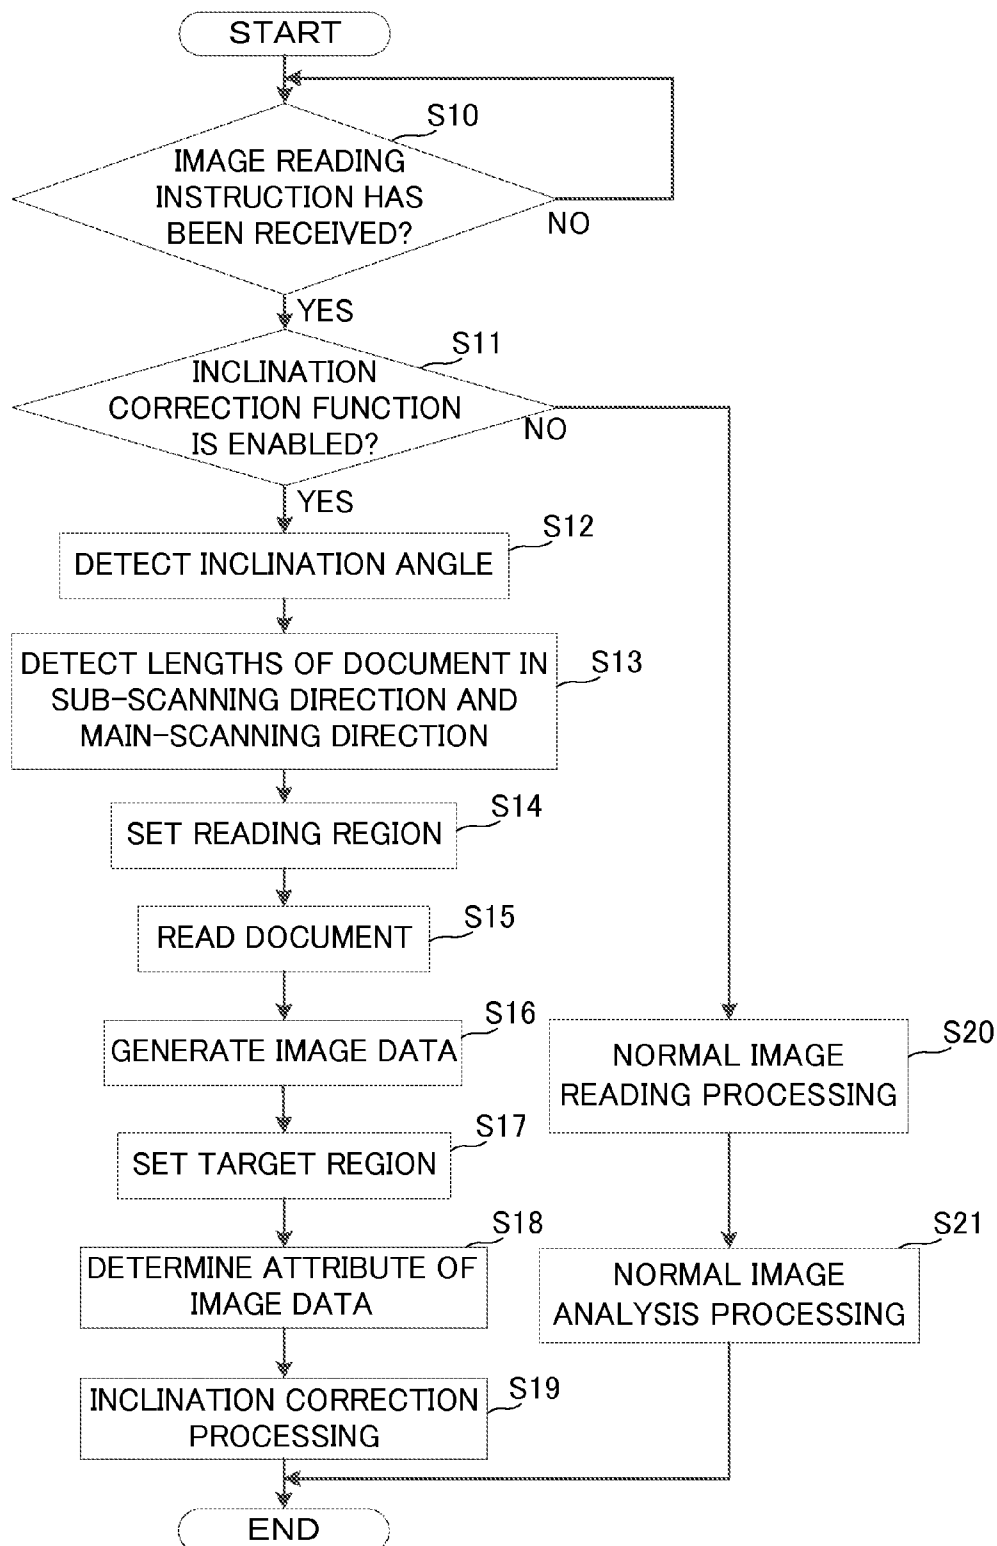 START
S10
IMAGE READING
INSTRUCTION HAS
BEEN RECEIVED?
NO
YES
S11
INCLINATION
CORRECTION FUNCTION
IS ENABLED?
NO
YES
S12
DETECT INCLINATION ANGLE
S13
DETECT LENGTHS OF DOCUMENT IN
SUB-SCANNING DIRECTION AND
MAIN-SCANNING DIRECTION
S14
SET READING REGION
S15
READ DOCUMENT
S16
GENERATE IMAGE DATA
S17
SET TARGET REGION
S18
DETERMINE ATTRIBUTE OF
IMAGE DATA
S19
INCLINATION CORRECTION
PROCESSING
S20
NORMAL IMAGE
READING PROCESSING
S21
NORMAL IMAGE
ANALYSIS PROCESSING
END